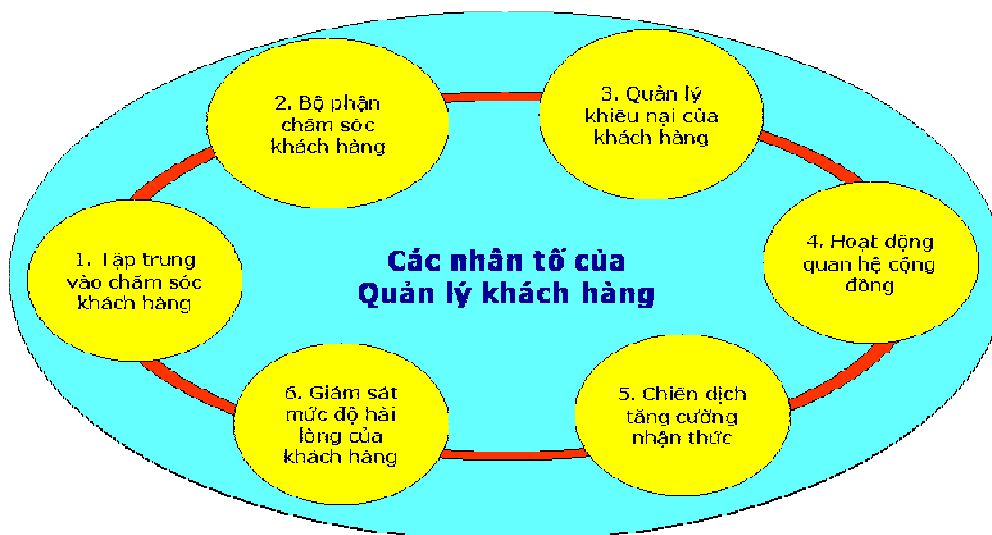 2. Bộ phận
chăm sóc
khách hàng
3. Quản lý
khiếu nại của
khách hàng
1. Tập trung
vào chăm sóc
khách hàng
Các nhân tố của
Quản lý khách hàng
4. Hoạt động
quan hệ cộng
đồng
6. Giám sát
mức độ hài
lòng của
khách hàng
5. Chiến dịch
tăng cường
nhận thức